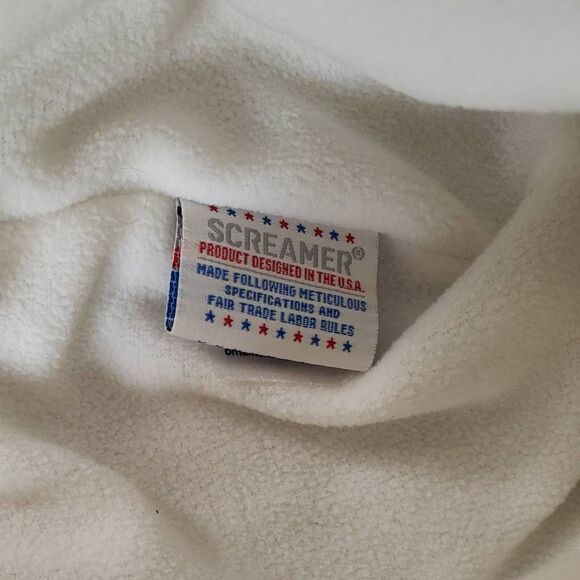 SCREAMER®
PRODUCT DESIGNED IN THE U.S.A.
MADE FOLLOWING METICULOUS
SPECIFICATIONS AND
FAIR TRADE LABOR RULES